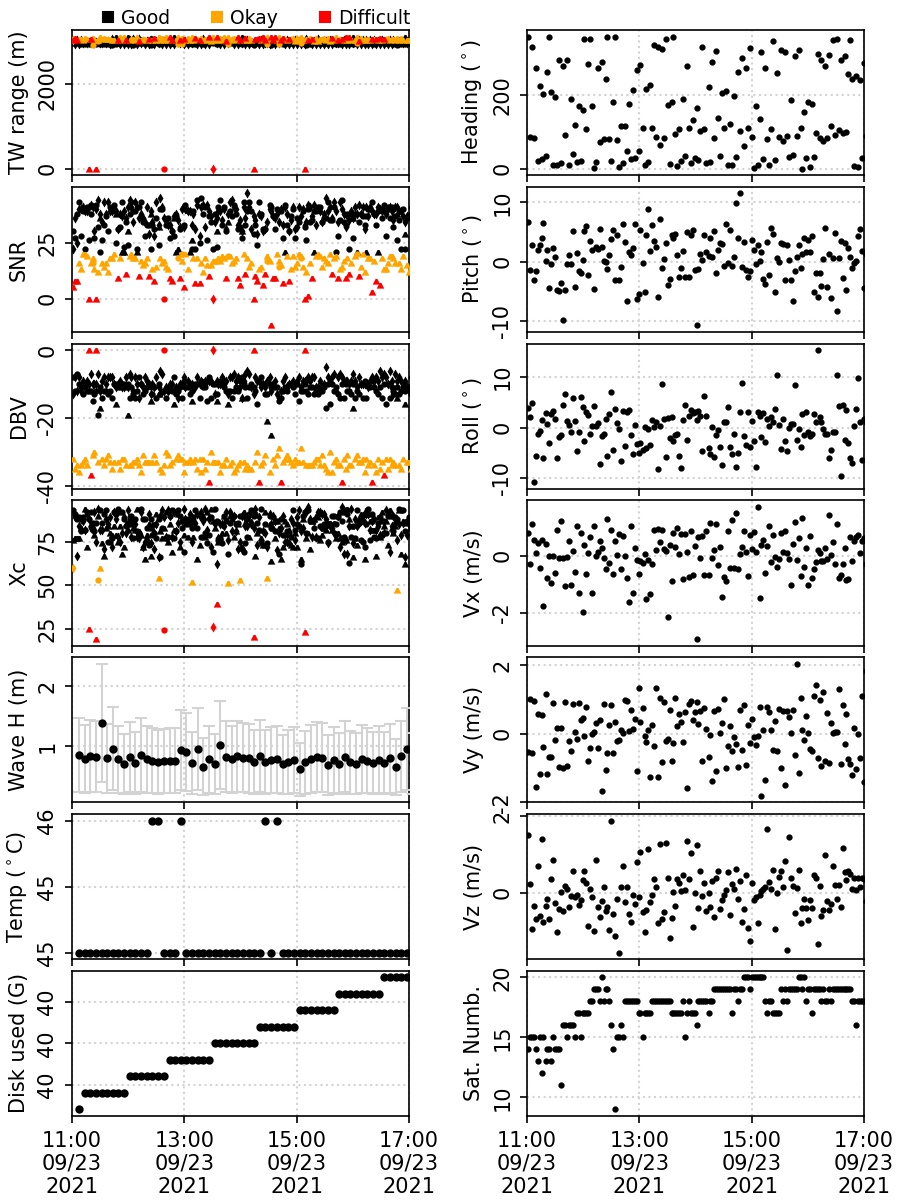 Good Okay Difficult
TW range (m)
2000
0
SNR
25
0
DBV
0
-20
-40
Xc
75
50
25
Wave H (m)
2
1
Temp (°C)
46
45
45
Disk used (G)
40
40
40
11:00 13:00 15:00 17:00
09/23 09/23 09/23 09/23
2021 2021 2021 2021
Heading (°)
200
0
Pitch (°)
10
0
-10
Roll (°)
10
0
-10
Vx (m/s)
0
-2
Vy (m/s)
2
0
-2
Vz (m/s)
2
0
Sat. Numb.
20
15
10
11:00 13:00 15:00 17:00
09/23 09/23 09/23 09/23
2021 2021 2021 2021